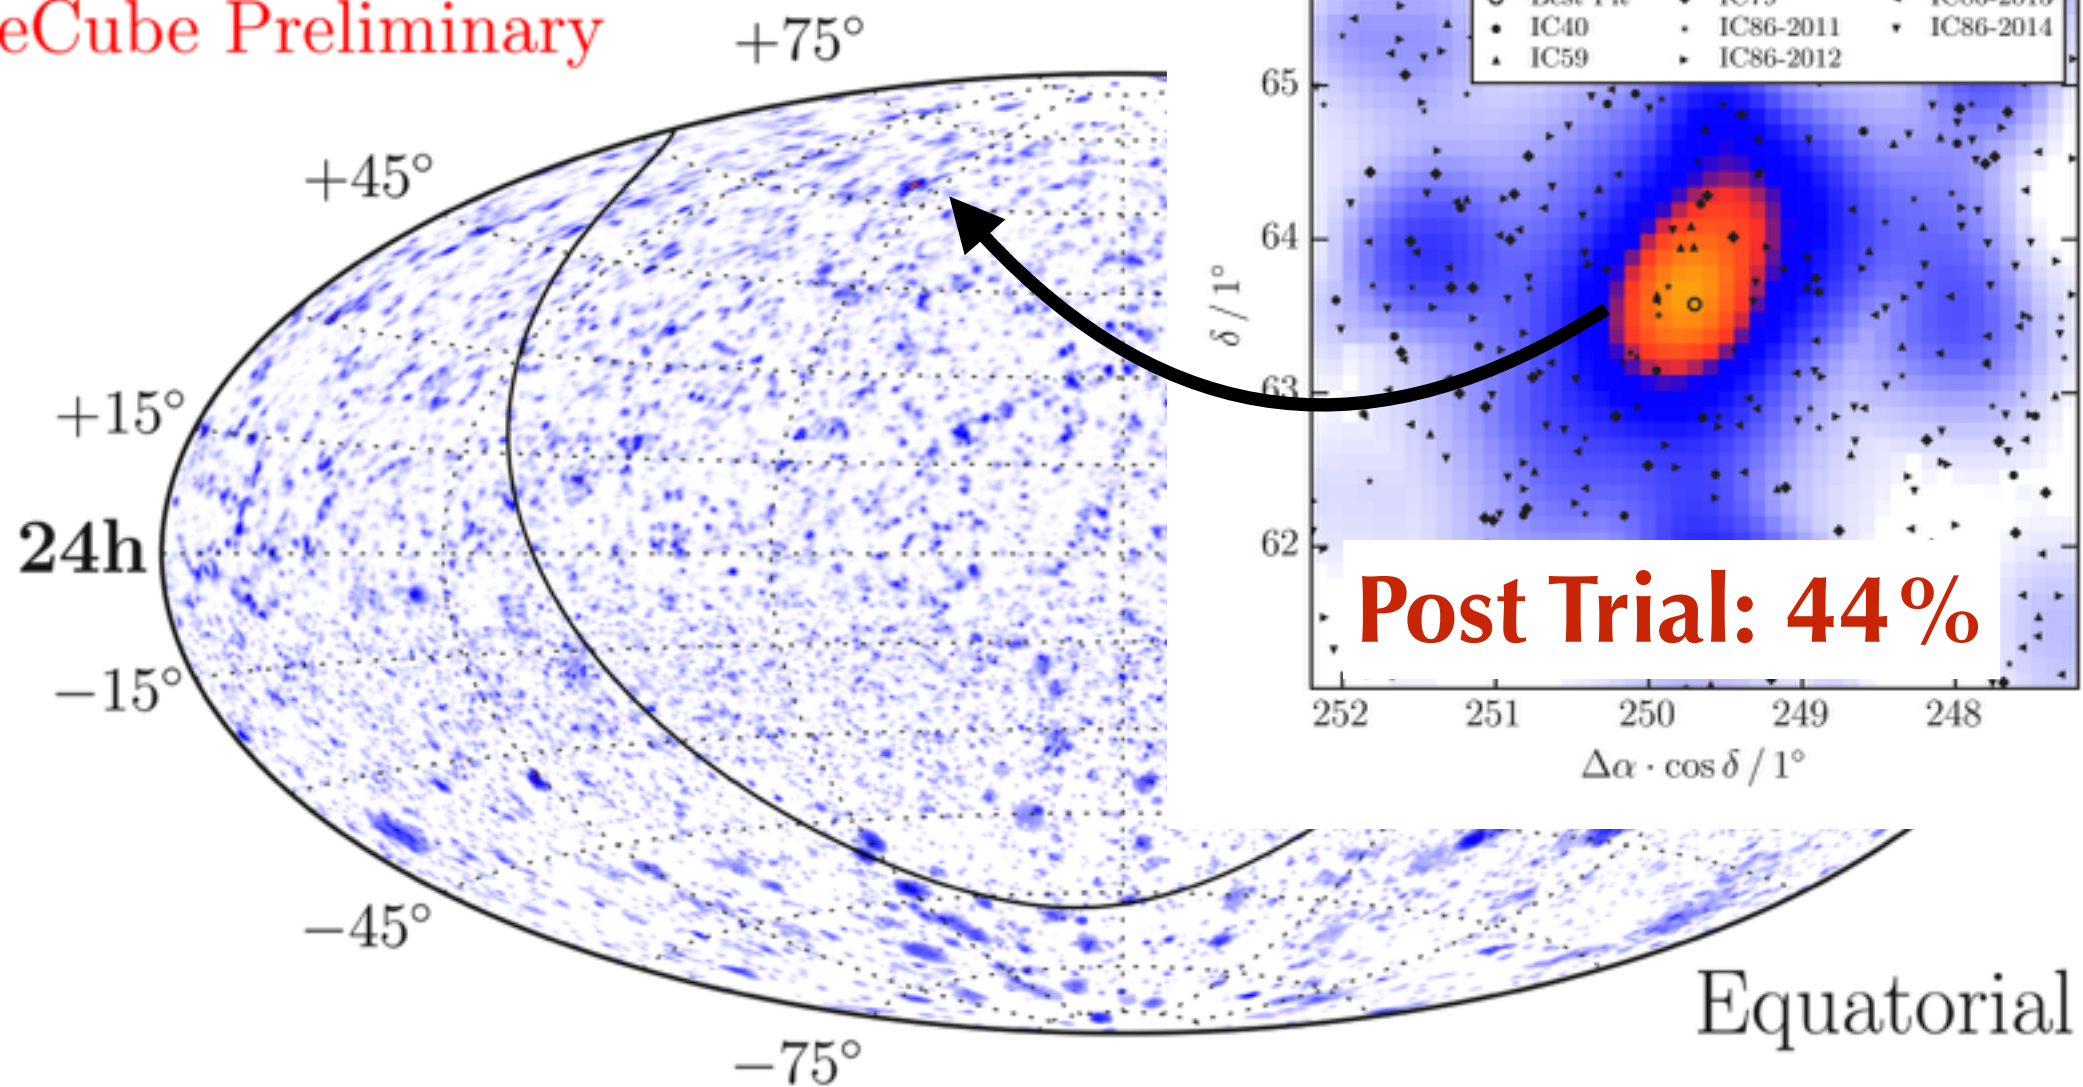 eCube Preliminary
+75°
+45°
+15°
24h
−15°
−45°
−75°
IC40
IC59
IC86-2011
IC86-2012
IC86-2014
65
64
63
62
δ / 1°
Post Trial: 44%
252 251 250 249 248
Δα · cos δ / 1°
Equatorial